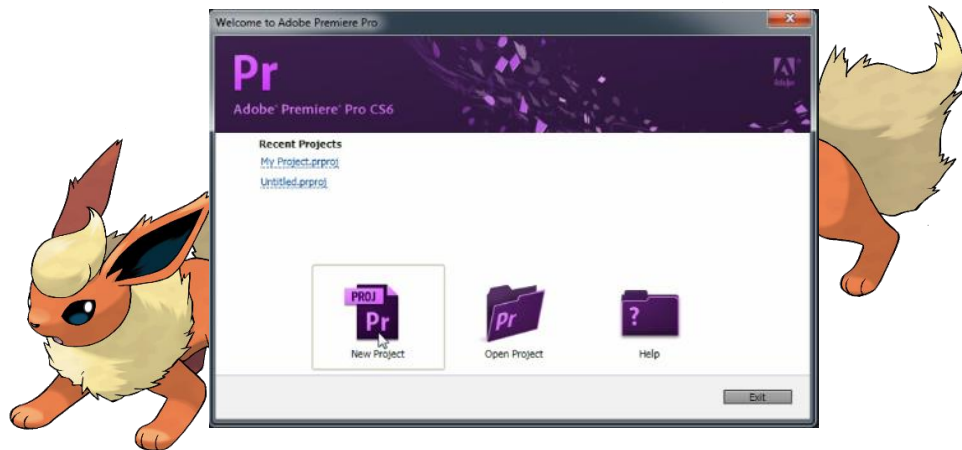 Welcome to Adobe Premiere Pro
Pr
Adobe® Premiere® Pro CS6
Adobe
Recent Projects
My Project.prproj
Untitled.prproj
PROJ
Pr
New Project
Pr
Open Project
?
Help
Exit